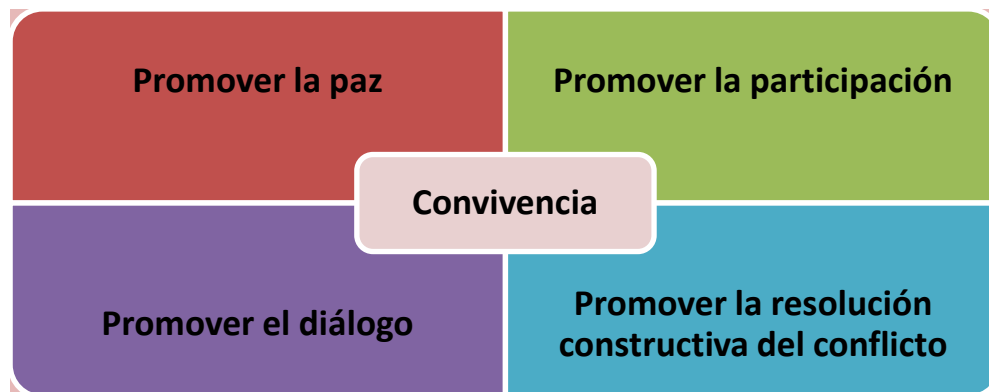 Promover la paz
Promover la participación
Convivencia
Promover el diálogo
Promover la resolución
constructiva del conflicto